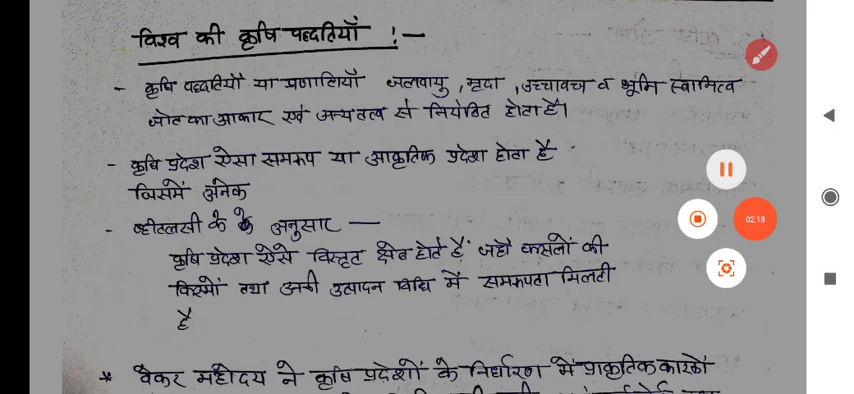 विश्व की कृषि पद्धतियाँ !-
- कृषि पद्धतियाँ या प्रणालियाँ जलवायु, मृदा, उच्चावच व भूमि स्वामित्व
जोत का आकार एवं अन्य तत्व से नियंत्रित होता है।
- कृषि प्रदेश ऐसा समरूप या आकृतिक प्रदेश होता है
जिसमें अनेक
- व्हीटलसी के के अनुसार —
कृषि प्रदेश ऐसे विस्तृत क्षेत्र होते हैं जहाँ फसलों की
किस्मों तथा उनकी उत्पादन विधि में समरूपता मिलती
है
* वेकर महोदय ने कृषि प्रदेशों के निर्धारण में प्राकृतिक कारकों
02:18